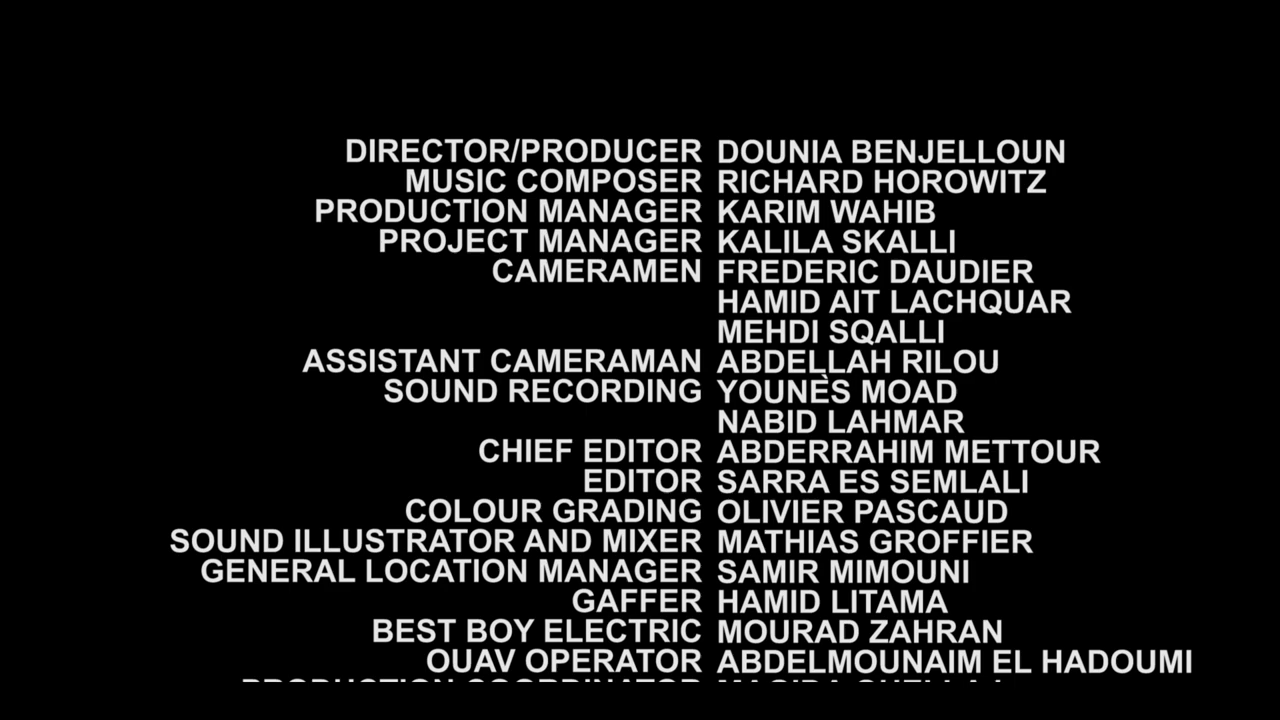 DIRECTOR/PRODUCER DOUNIA BENJELLOUN
MUSIC COMPOSER RICHARD HOROWITZ
PRODUCTION MANAGER KARIM WAHIB
PROJECT MANAGER KALILA SKALLI
CAMERAMEN FREDERIC DAUDIER
HAMID AIT LACHQUAR
MEHDI SQALLI
ASSISTANT CAMERAMAN ABDELLAH RILOU
SOUND RECORDING YOUNÈS MOAD
NABID LAHMAR
CHIEF EDITOR ABDERRAHIM METTOUR
EDITOR SARRA ES SEMLALI
COLOUR GRADING OLIVIER PASCAUD
SOUND ILLUSTRATOR AND MIXER MATHIAS GROFFIER
GENERAL LOCATION MANAGER SAMIR MIMOUNI
GAFFER HAMID LITAMA
BEST BOY ELECTRIC MOURAD ZAHRAN
OUAV OPERATOR ABDELMOUNAIM EL HADOUMI
PRODUCTION COORDINATOR